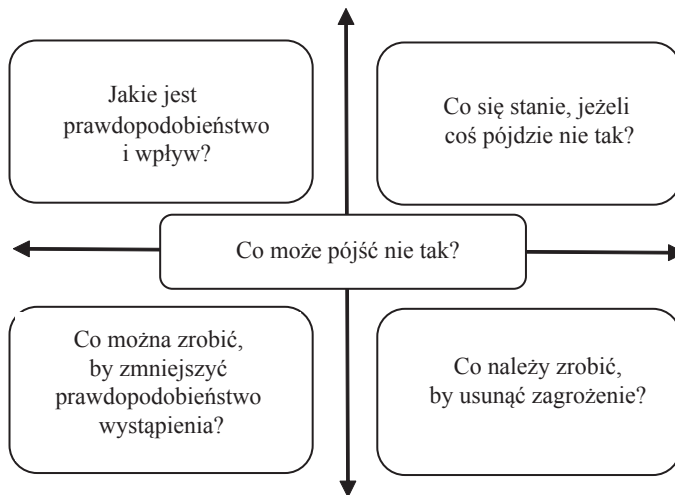 Jakie jest
prawdopodobieństwo
i wpływ?
Co się stanie, jeżeli
coś pójdzie nie tak?
Co może pójść nie tak?
Co można zrobić,
by zmniejszyć
prawdopodobieństwo
wystąpienia?
Co należy zrobić,
by usunąć zagrożenie?